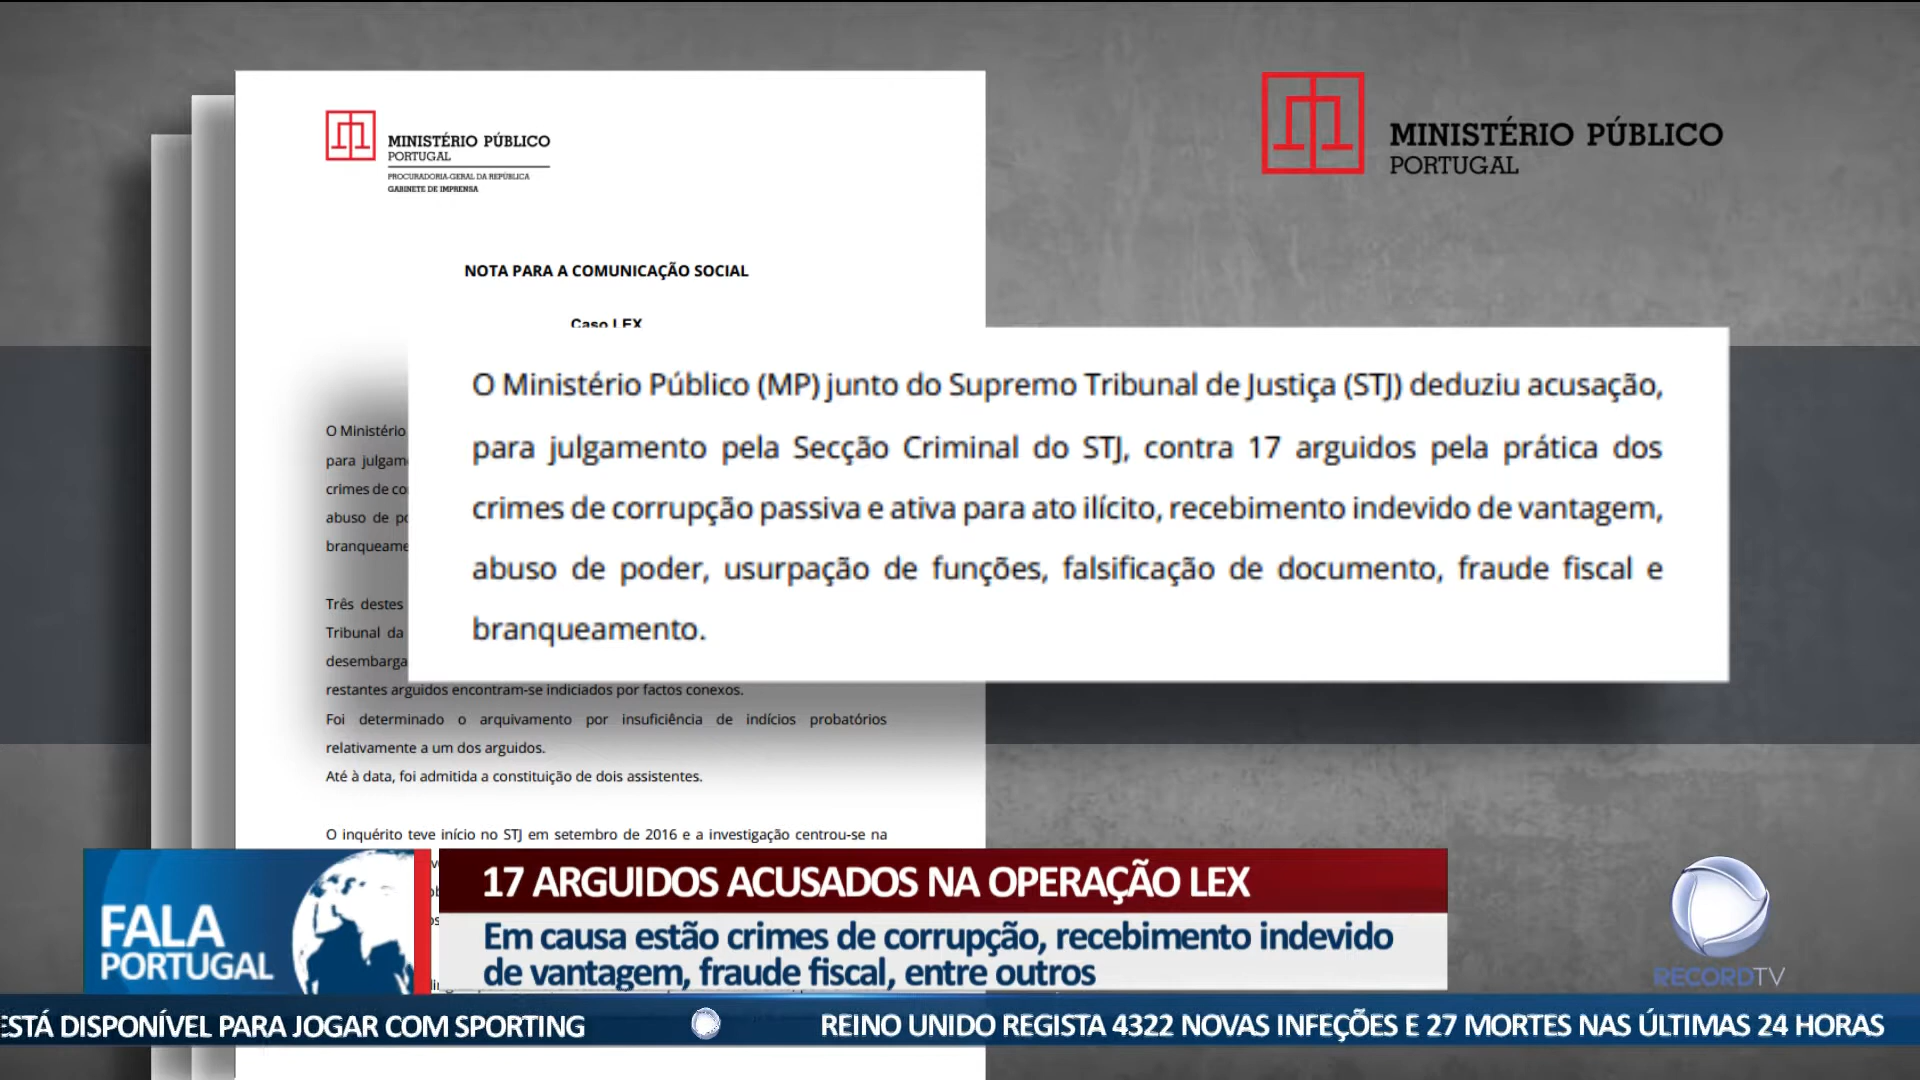 MINISTÉRIO PÚBLICO
PORTUGAL
PROCURADORIA-GERAL DA REPÚBLICA
GABINETE DE IMPRENSA
MINISTÉRIO PÚBLICO
PORTUGAL
NOTA PARA A COMUNICAÇÃO SOCIAL
Caso LEX
O Ministério Público (MP) junto do Supremo Tribunal de Justiça (STJ) deduziu acusação,
para julgamento pela Secção Criminal do STJ, contra 17 arguidos pela prática dos
crimes de corrupção passiva e ativa para ato ilícito, recebimento indevido de vantagem,
abuso de poder, usurpação de funções, falsificação de documento, fraude fiscal e
branqueamento.
O Ministério
para
crimes de
abuso de
Três destes
Tribunal da
restantes arguidos encontram-se indiciados por factos conexos.
Foi determinado o arquivamento por insuficiência de indícios probatórios
relativamente a um dos arguidos.
Até à data, foi admitida a constituição de dois assistentes.
O inquérito teve início no STJ em setembro de 2016 e a investigação centrou-se na
17 ARGUIDOS ACUSADOS NA OPERAÇÃO LEX
Em causa estão crimes de corrupção, recebimento indevido
de vantagem, fraude fiscal, entre outros
FALA
PORTUGAL
RECORDTV
ESTÁ DISPONÍVEL PARA JOGAR COM SPORTING
REINO UNIDO REGISTA 4322 NOVAS INFEÇÕES E 27 MORTES NAS ÚLTIMAS 24 HORAS